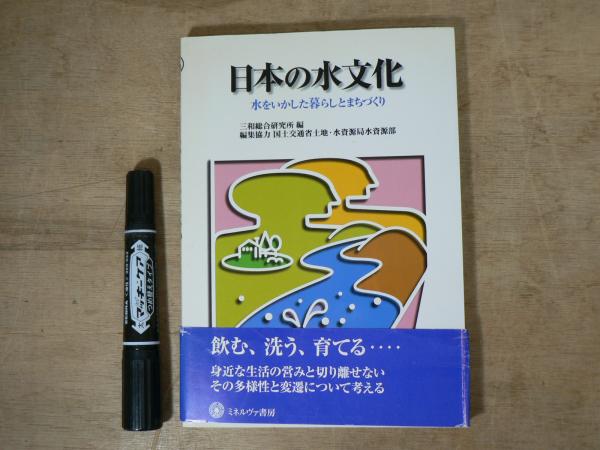 日本の水文化
水をいかした暮らしとまちづくり
三和総合研究所 編
編集協力 国土交通省土地・水資源局水資源部
飲む、洗う、育てる‥‥
身近な生活の営みと切り離せない
その多様性と変遷について考える
ミネルヴァ書房